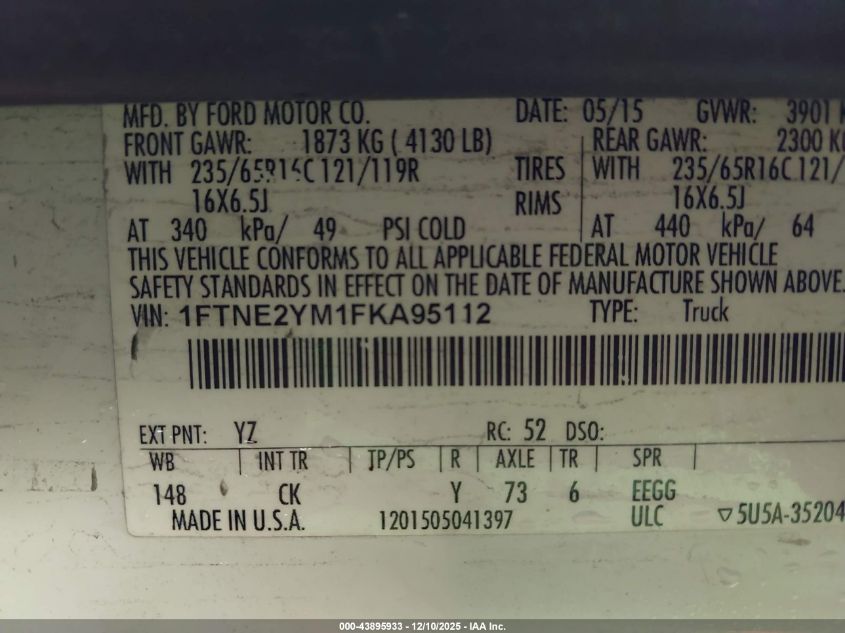 MFD. BY FORD MOTOR CO. DATE: 05/15 GVWR: 3901
FRONT GAWR: 1873 KG ( 4130 LB) REAR GAWR: 2300 KG
WITH 235/65R16C 121/119R TIRES WITH 235/65R16C 121/
16X6.5J RIMS 16X6.5J
AT 340 kPa/ 49 PSI COLD AT 440 kPa/ 64
THIS VEHICLE CONFORMS TO ALL APPLICABLE FEDERAL MOTOR VEHICLE
SAFETY STANDARDS IN EFFECT ON THE DATE OF MANUFACTURE SHOWN ABOVE.
VIN: 1FTNE2YM1FKA95112 TYPE: Truck
EXT PNT: YZ RC: 52 DSO:
WB INT TR TP/PS R AXLE TR SPR
148 CK Y 73 6 EEGG
MADE IN U.S.A. 1201505041397 ULC ▽5U5A-35204
000-43895933 - 12/10/2025 - IAA Inc.